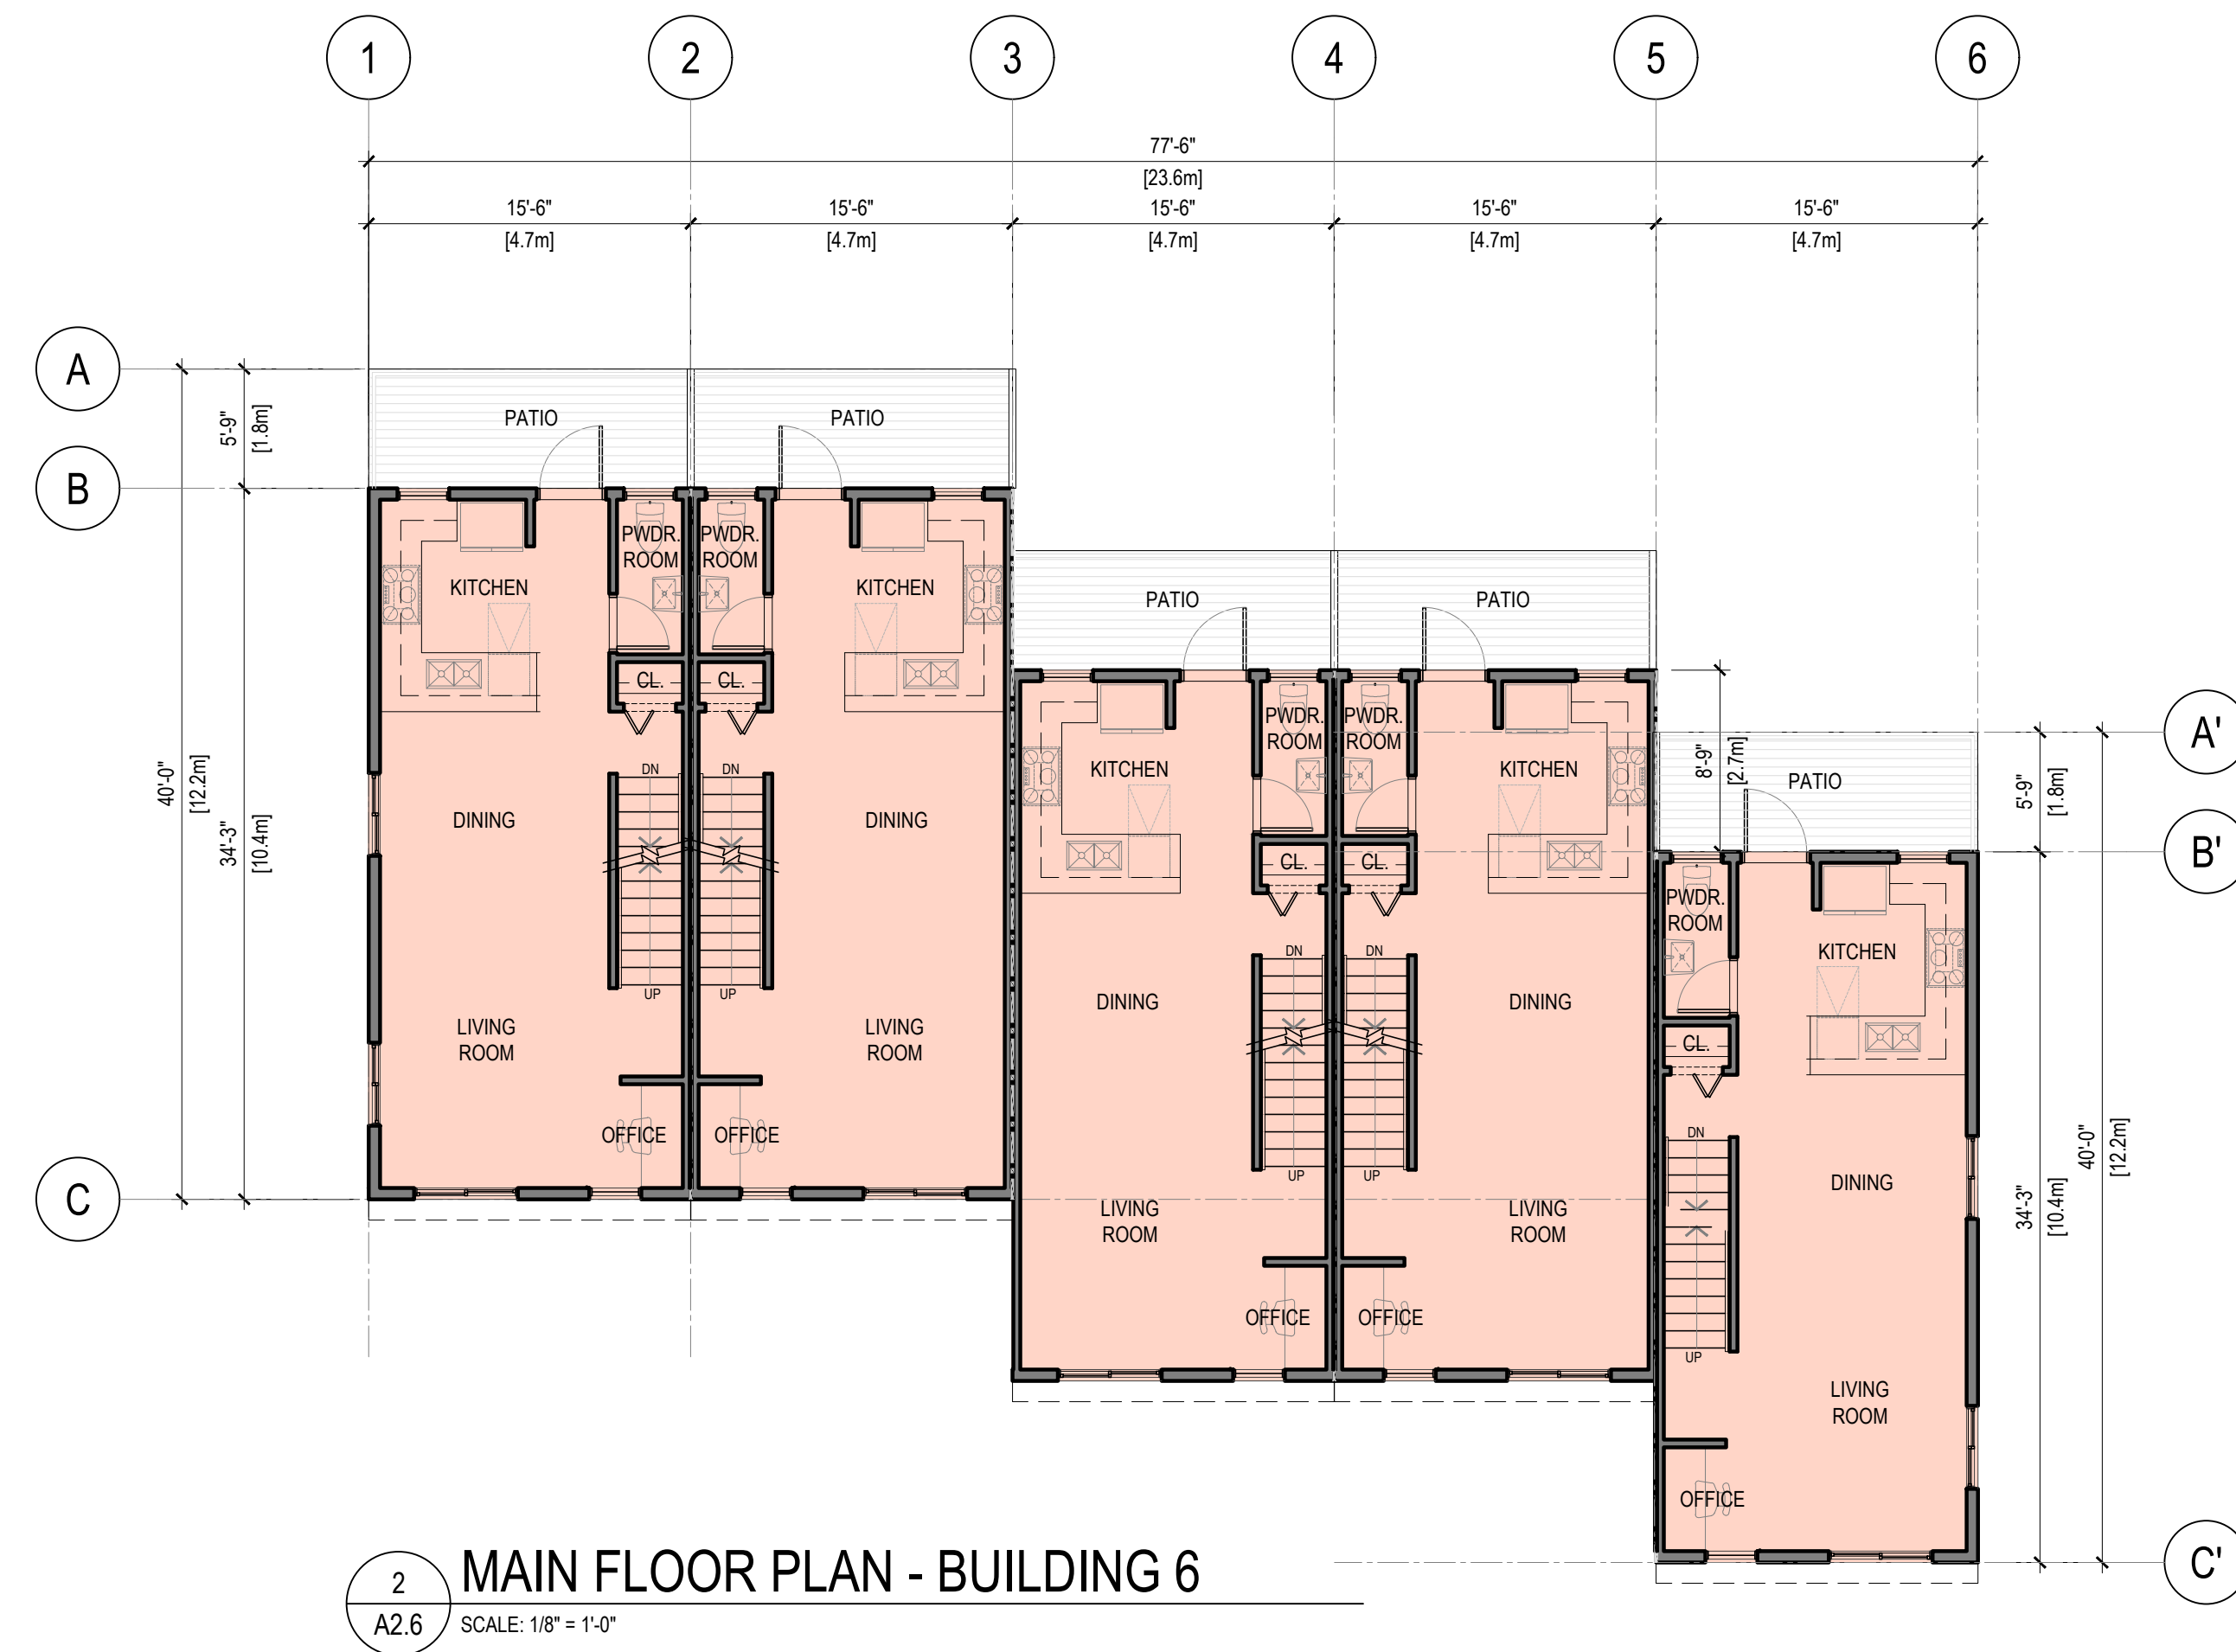 1 2 3 4 5 6
77'-6"
[23.6m]
15'-6" 15'-6" 15'-6" 15'-6" 15'-6"
[4.7m] [4.7m] [4.7m] [4.7m] [4.7m]
A
5'-9"
[1.8m]
B
40'-0"
[12.2m]
34'-3"
[10.4m]
C
PATIO
PWDR.
ROOM
KITCHEN
CL.
DN
DINING
UP
LIVING
ROOM
OFFICE
PATIO
PWDR.
ROOM
KITCHEN
CL.
DN
DINING
UP
LIVING
ROOM
OFFICE
PATIO
PWDR.
ROOM
KITCHEN
CL.
DN
DINING
UP
LIVING
ROOM
OFFICE
PATIO
PWDR.
ROOM
KITCHEN
CL.
DN
DINING
UP
LIVING
ROOM
OFFICE
8'-9"
[2.7m]
PATIO
PWDR.
ROOM
KITCHEN
CL.
DN
DINING
UP
LIVING
ROOM
OFFICE
A'
5'-9"
[1.8m]
B'
34'-3"
[10.4m]
40'-0"
[12.2m]
C'
2
A2.6
MAIN FLOOR PLAN - BUILDING 6
SCALE: 1/8" = 1'-0"